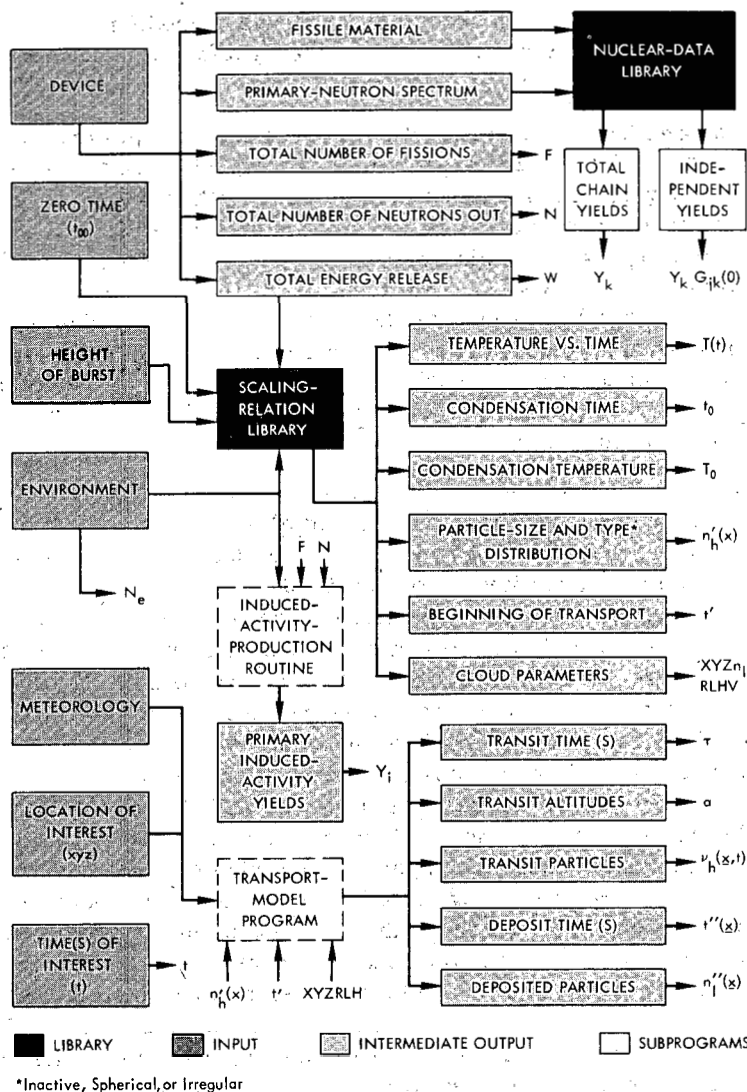 FISSILE MATERIAL
NUCLEAR-DATA
LIBRARY
DEVICE
PRIMARY-NEUTRON SPECTRUM
TOTAL NUMBER OF FISSIONS
F
TOTAL
CHAIN
YIELDS
INDE-
PENDENT
YIELDS
ZERO TIME
(t₀₀)
TOTAL NUMBER OF NEUTRONS OUT
N
TOTAL ENERGY RELEASE
W
Yₖ
Yₖ Gⱼₖ(0)
HEIGHT
OF BURST
SCALING-
RELATION
LIBRARY
TEMPERATURE VS. TIME
T(t)
CONDENSATION TIME
t₀
ENVIRONMENT
CONDENSATION TEMPERATURE
T₀
Nₑ
F N
PARTICLE-SIZE AND TYPE*
DISTRIBUTION
n′ₕ(x)
INDUCED-
ACTIVITY-
PRODUCTION
ROUTINE
BEGINNING OF TRANSPORT
t′
CLOUD PARAMETERS
RLHV
METEOROLOGY
PRIMARY
INDUCED-
ACTIVITY
YIELDS
Yᵢ
TRANSIT TIME (S)
τ
LOCATION OF
INTEREST
(xyz)
TRANSIT ALTITUDES
a
TRANSPORT-
MODEL
PROGRAM
TRANSIT PARTICLES
νₕ(x,t)
TIME(S) OF
INTEREST
(t)
t
DEPOSIT TIME (S)
t″(x)
n′ₕ(x) t′ XYZRLH
DEPOSITED PARTICLES
LIBRARY
INPUT
INTERMEDIATE OUTPUT
SUBPROGRAMS
*Inactive, Spherical, or Irregular